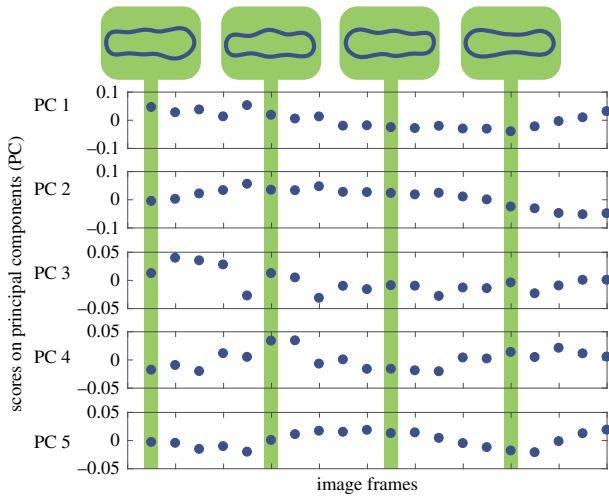 scores on principal components (PC)
PC 1
0.1
0
–0.1
PC 2
0.1
0
–0.1
PC 3
0.05
0
–0.05
PC 4
0.05
0
–0.05
PC 5
0.05
0
–0.05
image frames